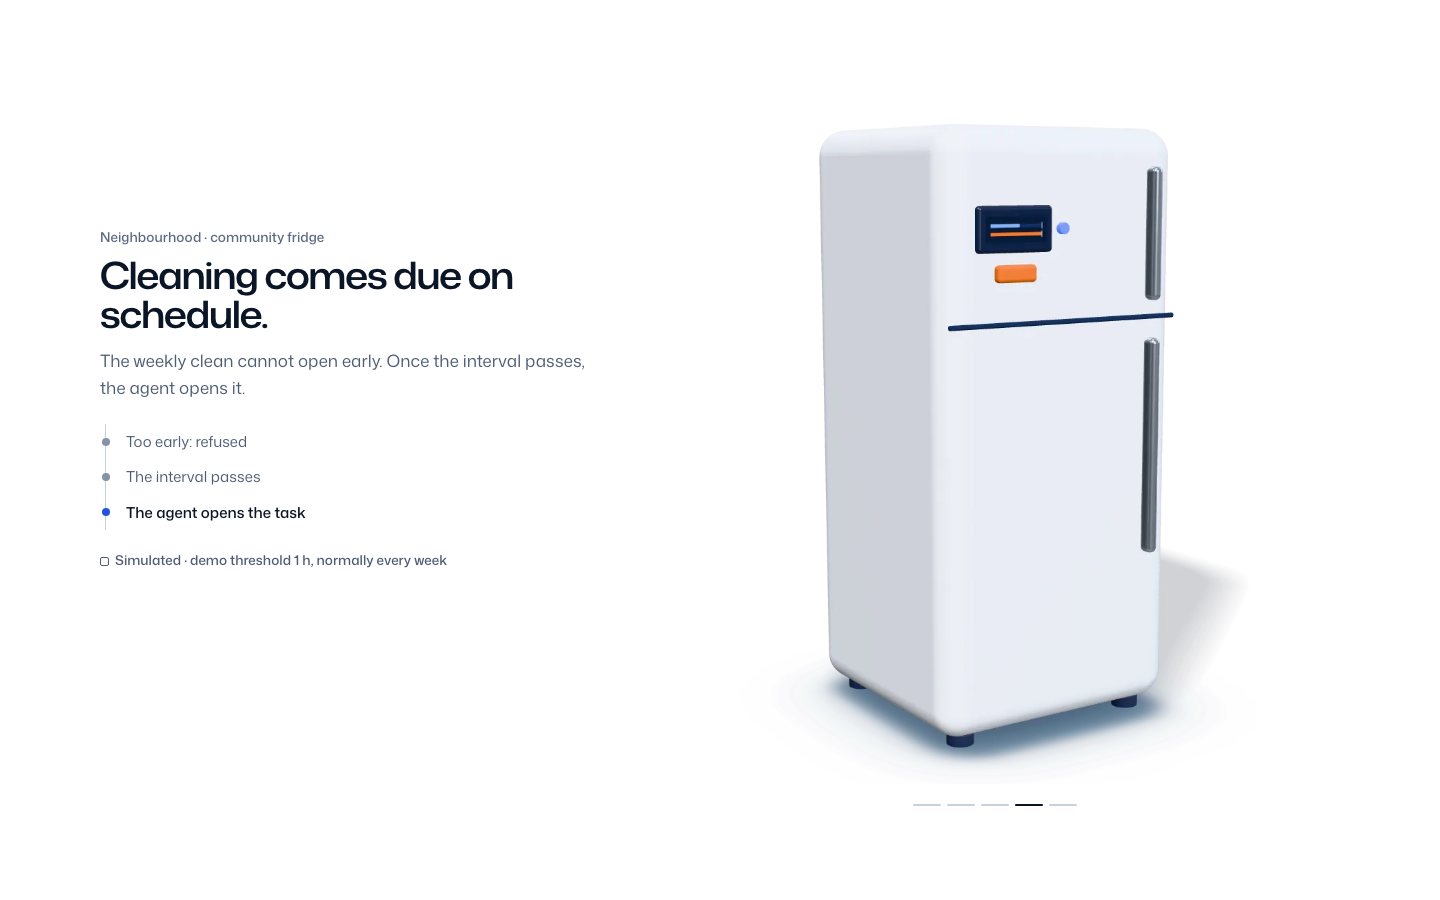 Neighbourhood · community fridge
Cleaning comes due on
schedule.
The weekly clean cannot open early. Once the interval passes,
the agent opens it.
Too early: refused
The interval passes
The agent opens the task
Simulated · demo threshold 1 h, normally every week